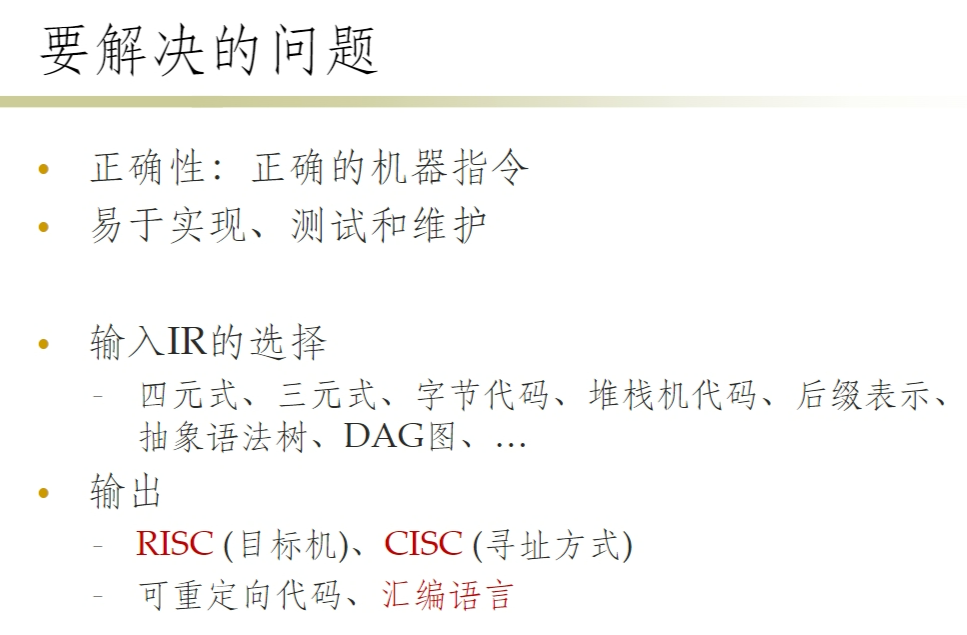 要解决的问题
• 正确性：正确的机器指令
• 易于实现、测试和维护
• 输入IR的选择
- 四元式、三元式、字节代码、堆栈机代码、后缀表示、
抽象语法树、DAG图、…
• 输出
- RISC (目标机)、CISC (寻址方式)
- 可重定向代码、汇编语言